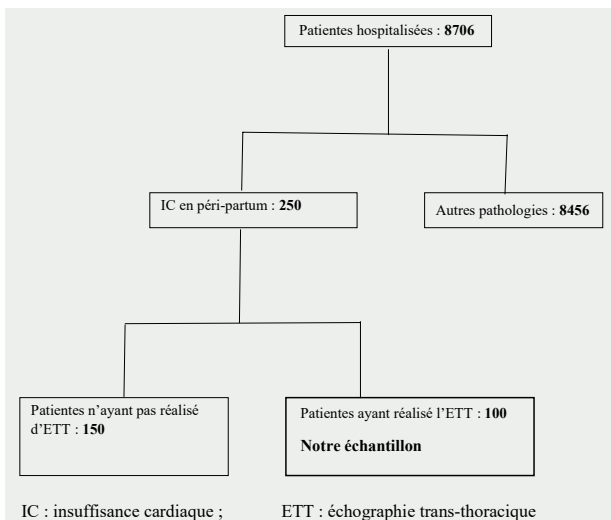 Patientes hospitalisées : 8706
IC en péri-partum : 250
Autres pathologies : 8456
Patientes n'ayant pas réalisé
d'ETT : 150
Patientes ayant réalisé l'ETT : 100
Notre échantillon
IC : insuffisance cardiaque ; ETT : échographie trans-thoracique